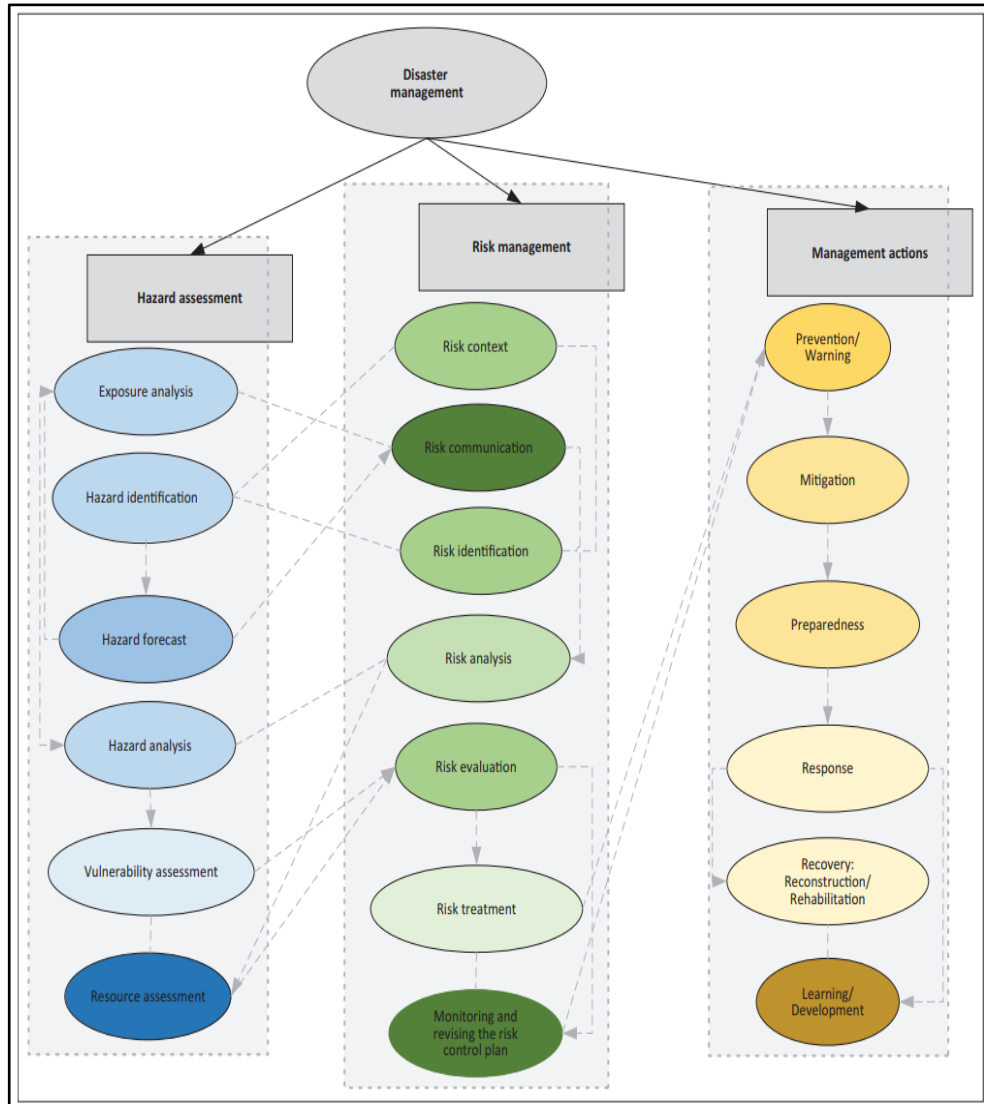 Disaster
management
Hazard assessment
Exposure analysis
Hazard identification
Hazard forecast
Hazard analysis
Vulnerability assessment
Resource assessment
Risk management
Risk context
Risk communication
Risk identification
Risk analysis
Risk evaluation
Risk treatment
Monitoring and
revising the risk
control plan
Management actions
Prevention/
Warning
Mitigation
Preparedness
Response
Recovery:
Reconstruction/
Rehabilitation
Learning/
Development